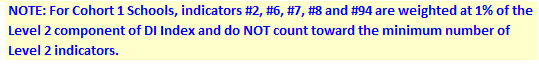 NOTE: For Cohort 1 Schools, indicators #2, #6, #7, #8 and #94 are weighted at 1% of the
Level 2 component of DI Index and do NOT count toward the minimum number of
Level 2 indicators.